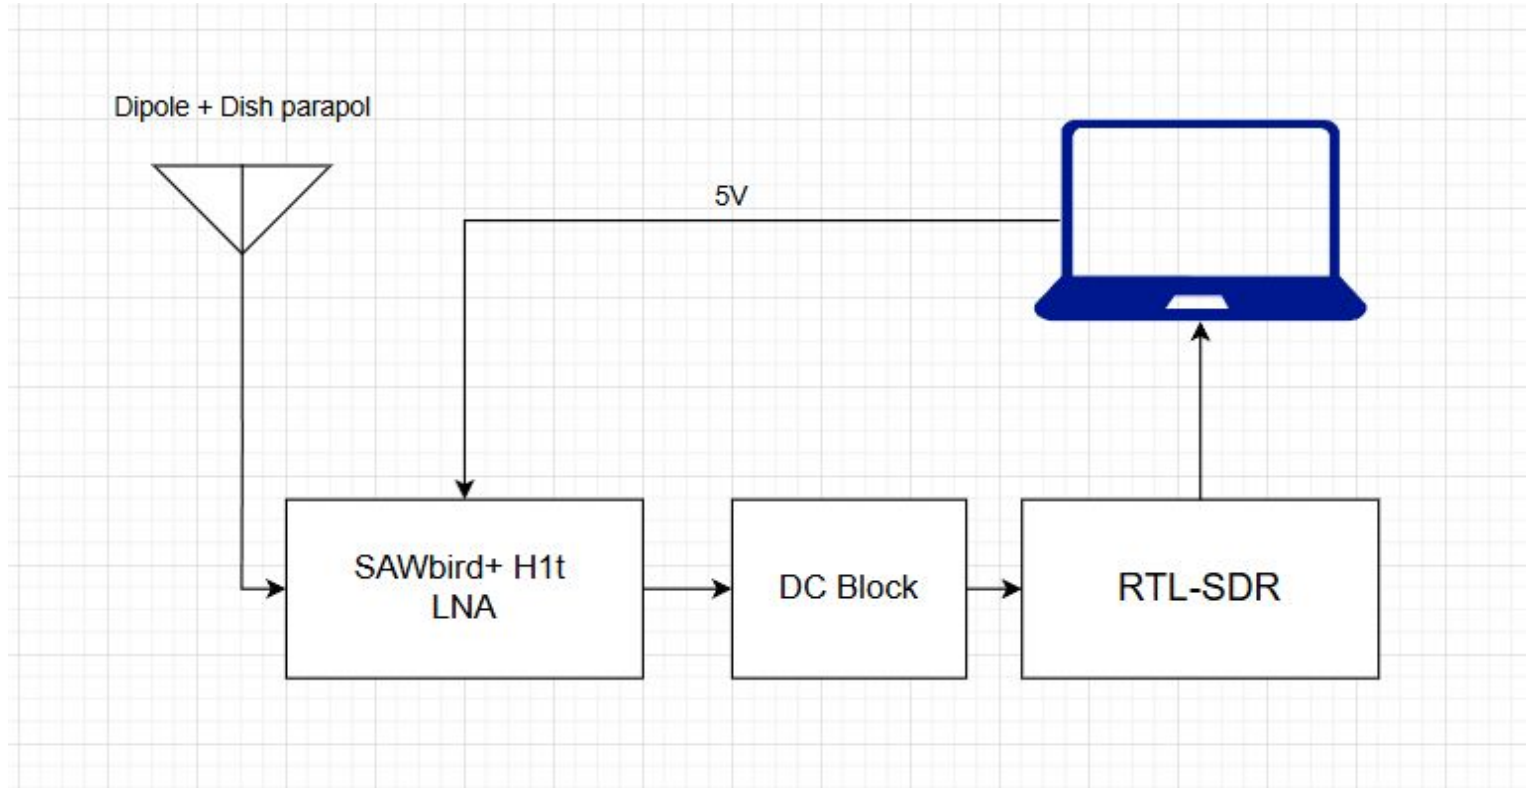 Dipole + Dish parapol
5V
SAWbird+ H1t
LNA
DC Block
RTL-SDR